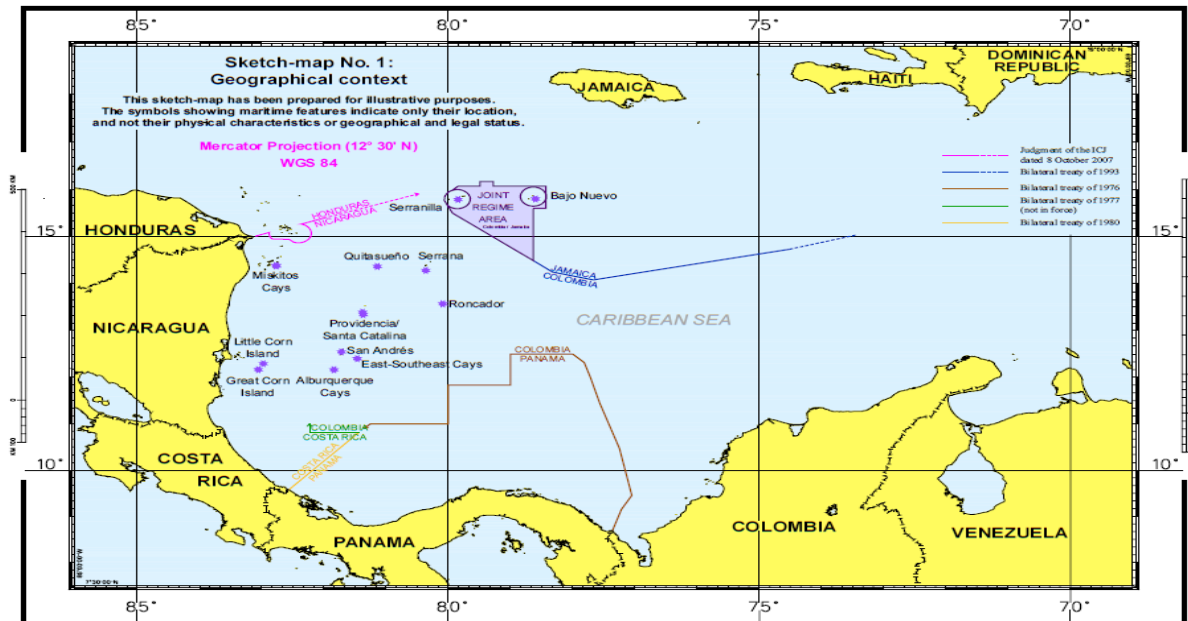 85°
80°
75°
70°
Sketch-map No. 1:
Geographical context
This sketch-map has been prepared for illustrative purposes.
The symbols showing maritime features indicate only their location,
and not their physical characteristics or geographical and legal status.
Mercator Projection (12° 30' N)
WGS 84
JAMAICA
HAITI
DOMINICAN
REPUBLIC
Judgment of the ICJ
dated 8 October 2007
Bilateral treaty of 1993
Bilateral treaty of 1976
Bilateral treaty of 1977
(not in force)
Bilateral treaty of 1980
HONDURAS
NICARAGUA
Serranilla
JOINT
REGIME
AREA
Colombia/ Jamaica
Bajo Nuevo
HONDURAS
15°
15°
Quitasueño
Serrana
Miskitos
Cays
JAMAICA
COLOMBIA
Roncador
NICARAGUA
Providencia/
Santa Catalina
CARIBBEAN SEA
Little Corn
Island
San Andrés
East-Southeast Cays
Great Corn
Island
Alburquerque
Cays
COLOMBIA
PANAMA
COLOMBIA
COSTA RICA
COSTA RICA
PANAMA
10°
10°
COSTA
RICA
PANAMA
COLOMBIA
VENEZUELA
7°30'00"N
85°
80°
75°
70°